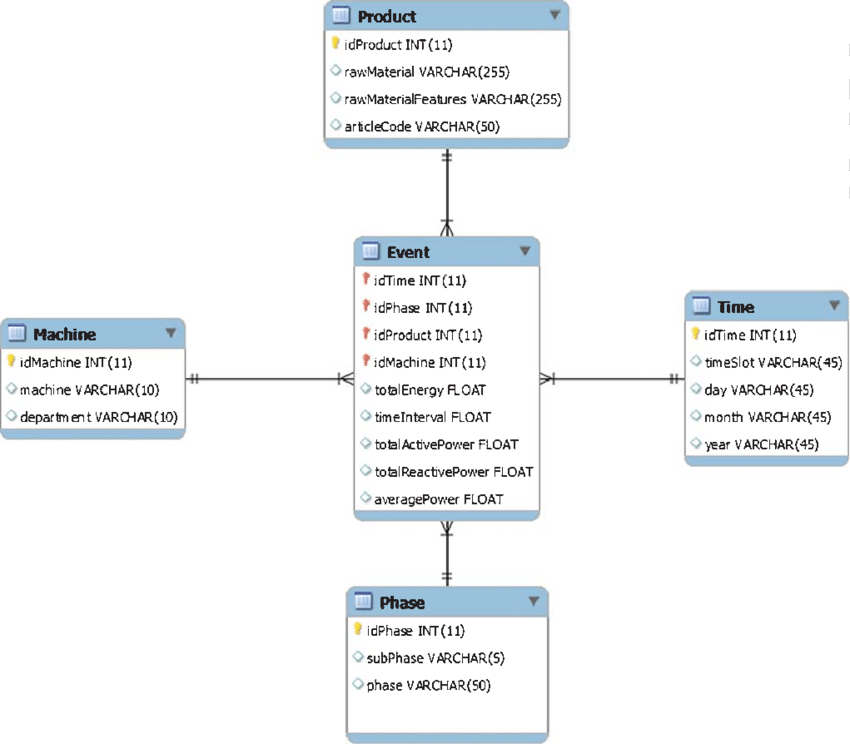 Product
idProduct INT(11)
rawMaterial VARCHAR(255)
rawMaterialFeatures VARCHAR(255)
articleCode VARCHAR(50)
Event
idTime INT(11)
idPhase INT(11)
idProduct INT(11)
idMachine INT(11)
totalEnergy FLOAT
timeInterval FLOAT
totalActivePower FLOAT
totalReactivePower FLOAT
averagePower FLOAT
Machine
idMachine INT(11)
machine VARCHAR(10)
department VARCHAR(10)
Time
idTime INT(11)
timeSlot VARCHAR(45)
day VARCHAR(45)
month VARCHAR(45)
year VARCHAR(45)
Phase
idPhase INT(11)
subPhase VARCHAR(5)
phase VARCHAR(50)